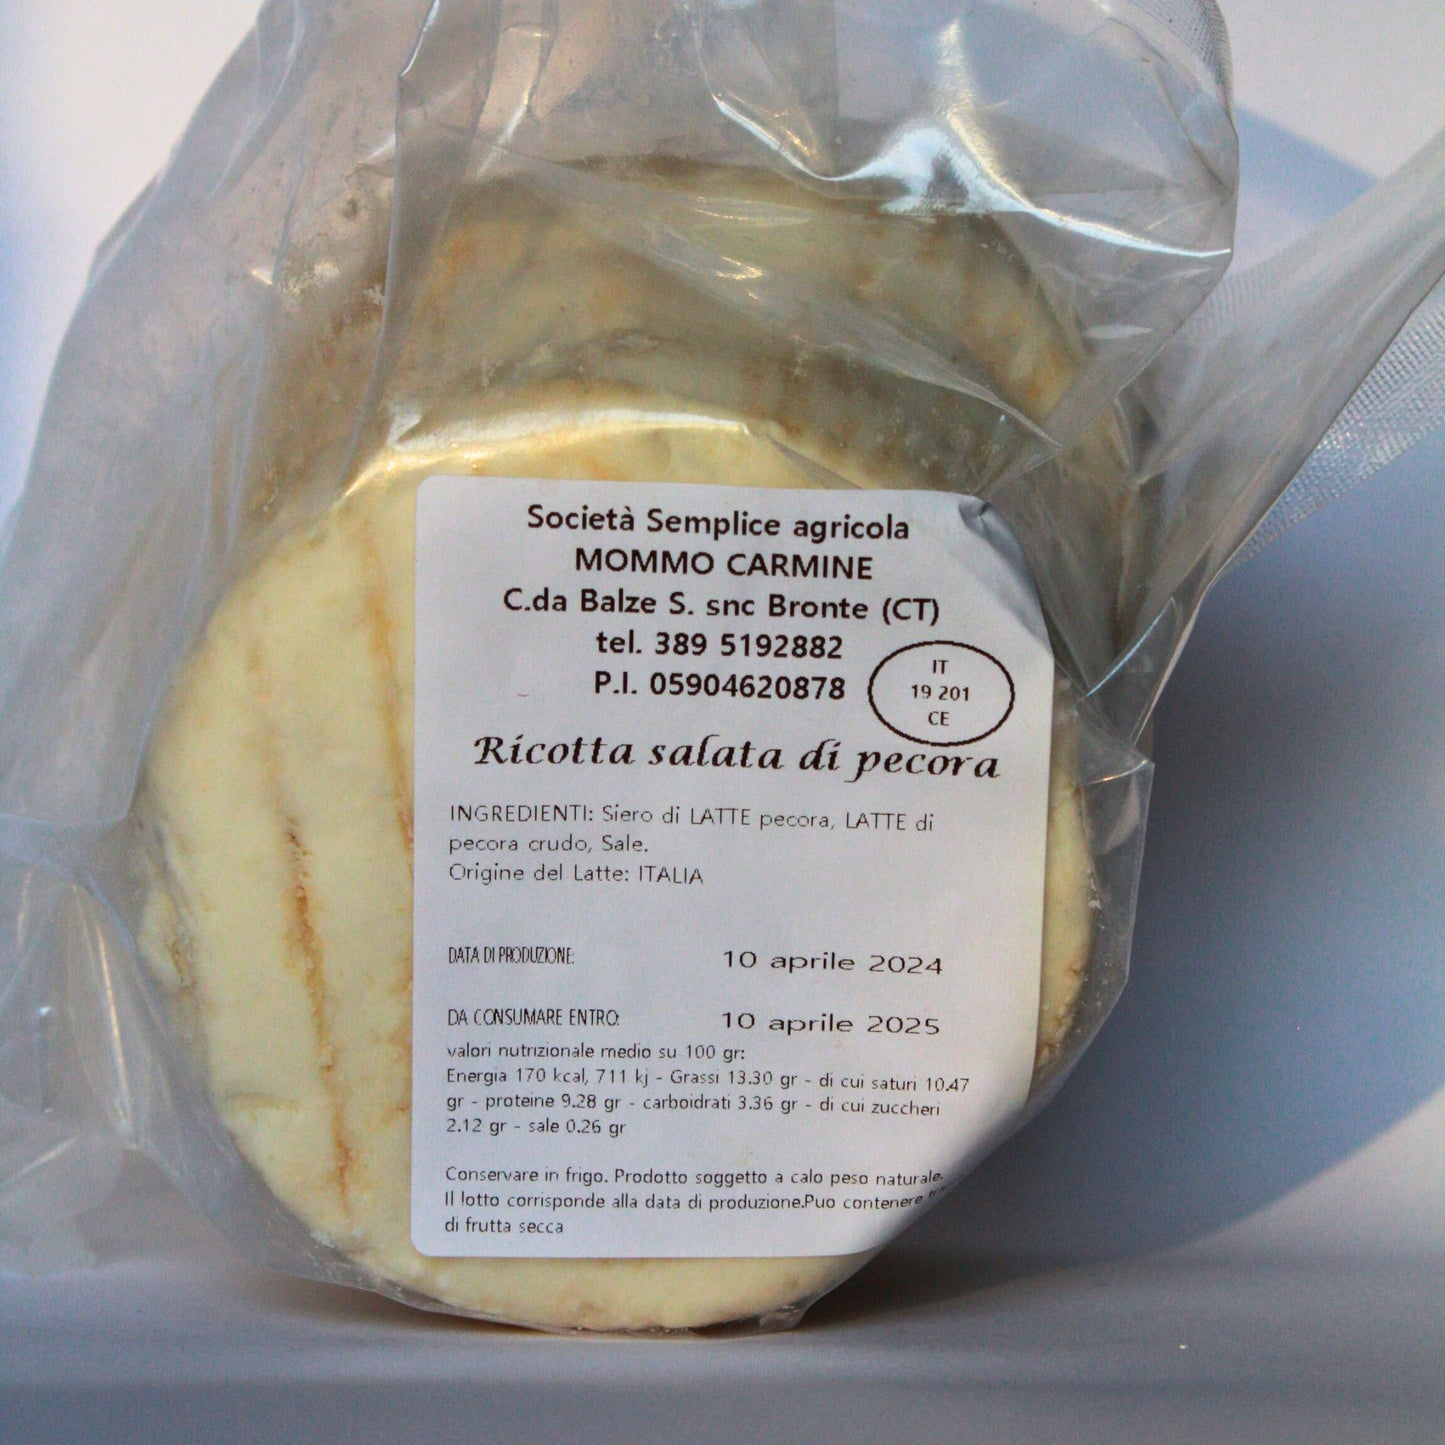 Società Semplice agricola
MOMMO CARMINE
C.da Balze S. snc Bronte (CT)
tel. 389 5192882
P.I. 05904620878
IT
19 201
CE
Ricotta salata di pecora
INGREDIENTI: Siero di LATTE pecora, LATTE di
pecora crudo, Sale.
Origine del Latte: ITALIA
DATA DI PRODUZIONE: 10 aprile 2024
DA CONSUMARE ENTRO: 10 aprile 2025
valori nutrizionale medio su 100 gr:
Energia 170 kcal, 711 kj - Grassi 13.30 gr - di cui saturi 10.47
gr - proteine 9.28 gr - carboidrati 3.36 gr - di cui zuccheri
2.12 gr - sale 0.26 gr
Conservare in frigo. Prodotto soggetto a calo peso naturale.
Il lotto corrisponde alla data di produzione.Puo contenere
di frutta secca